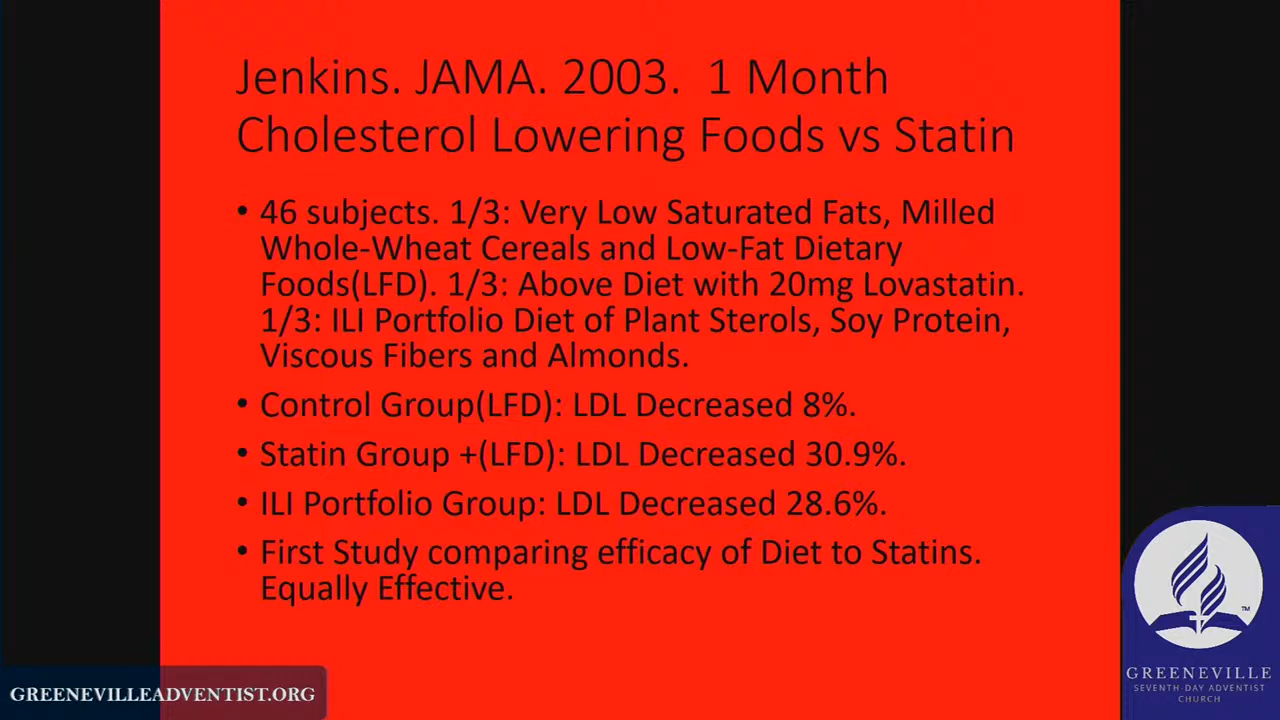 Jenkins. JAMA. 2003.  1 Month
Cholesterol Lowering Foods vs Statin
• 46 subjects. 1/3: Very Low Saturated Fats, Milled
Whole-Wheat Cereals and Low-Fat Dietary
Foods(LFD). 1/3: Above Diet with 20mg Lovastatin.
1/3: ILI Portfolio Diet of Plant Sterols, Soy Protein,
Viscous Fibers and Almonds.
• Control Group(LFD): LDL Decreased 8%.
• Statin Group +(LFD): LDL Decreased 30.9%.
• ILI Portfolio Group: LDL Decreased 28.6%.
• First Study comparing efficacy of Diet to Statins.
Equally Effective.
TM
GREENEVILLE
SEVENTH-DAY ADVENTIST
CHURCH
GREENEVILLEADVENTIST.ORG